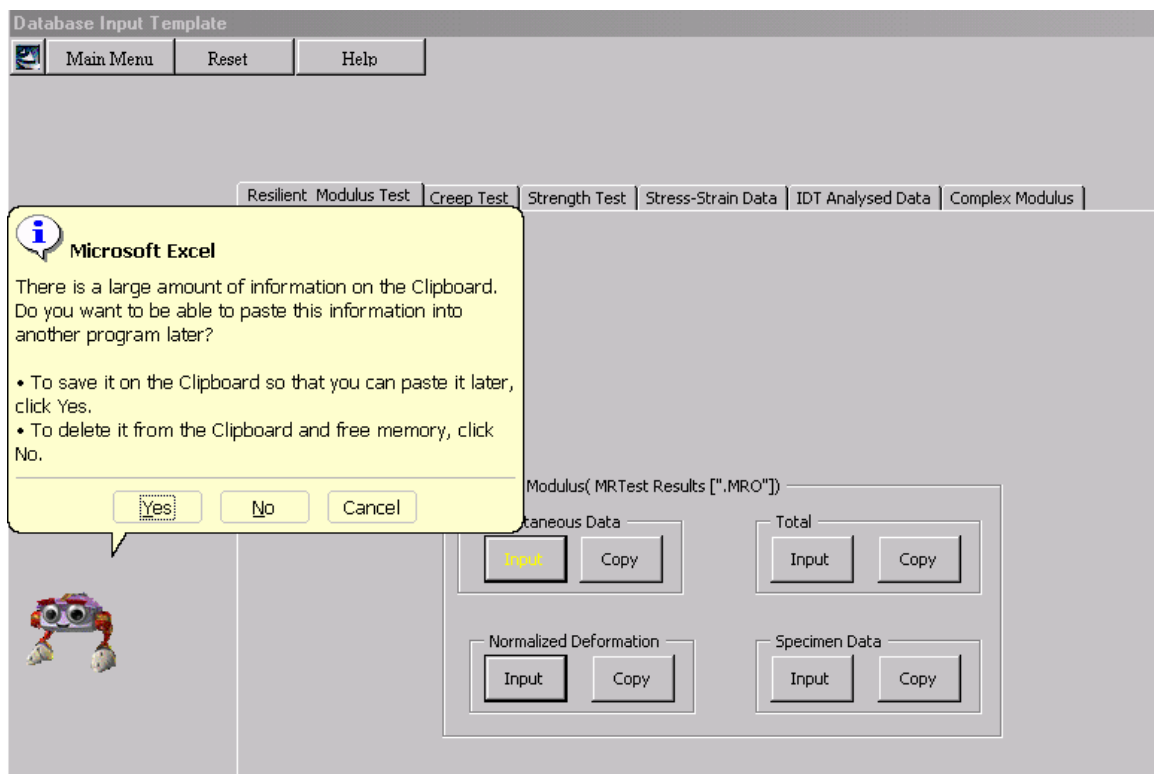 Database Input Template
Main Menu Reset Help
Resilient Modulus Test Creep Test Strength Test Stress-Strain Data IDT Analysed Data Complex Modulus
Microsoft Excel
There is a large amount of information on the Clipboard.
Do you want to be able to paste this information into
another program later?
• To save it on the Clipboard so that you can paste it later,
click Yes.
• To delete it from the Clipboard and free memory, click
No.
Yes No Cancel
Modulus( MRTest Results [".MRO"])
Data Total
Input Copy Input Copy
Normalized Deformation Specimen Data
Input Copy Input Copy